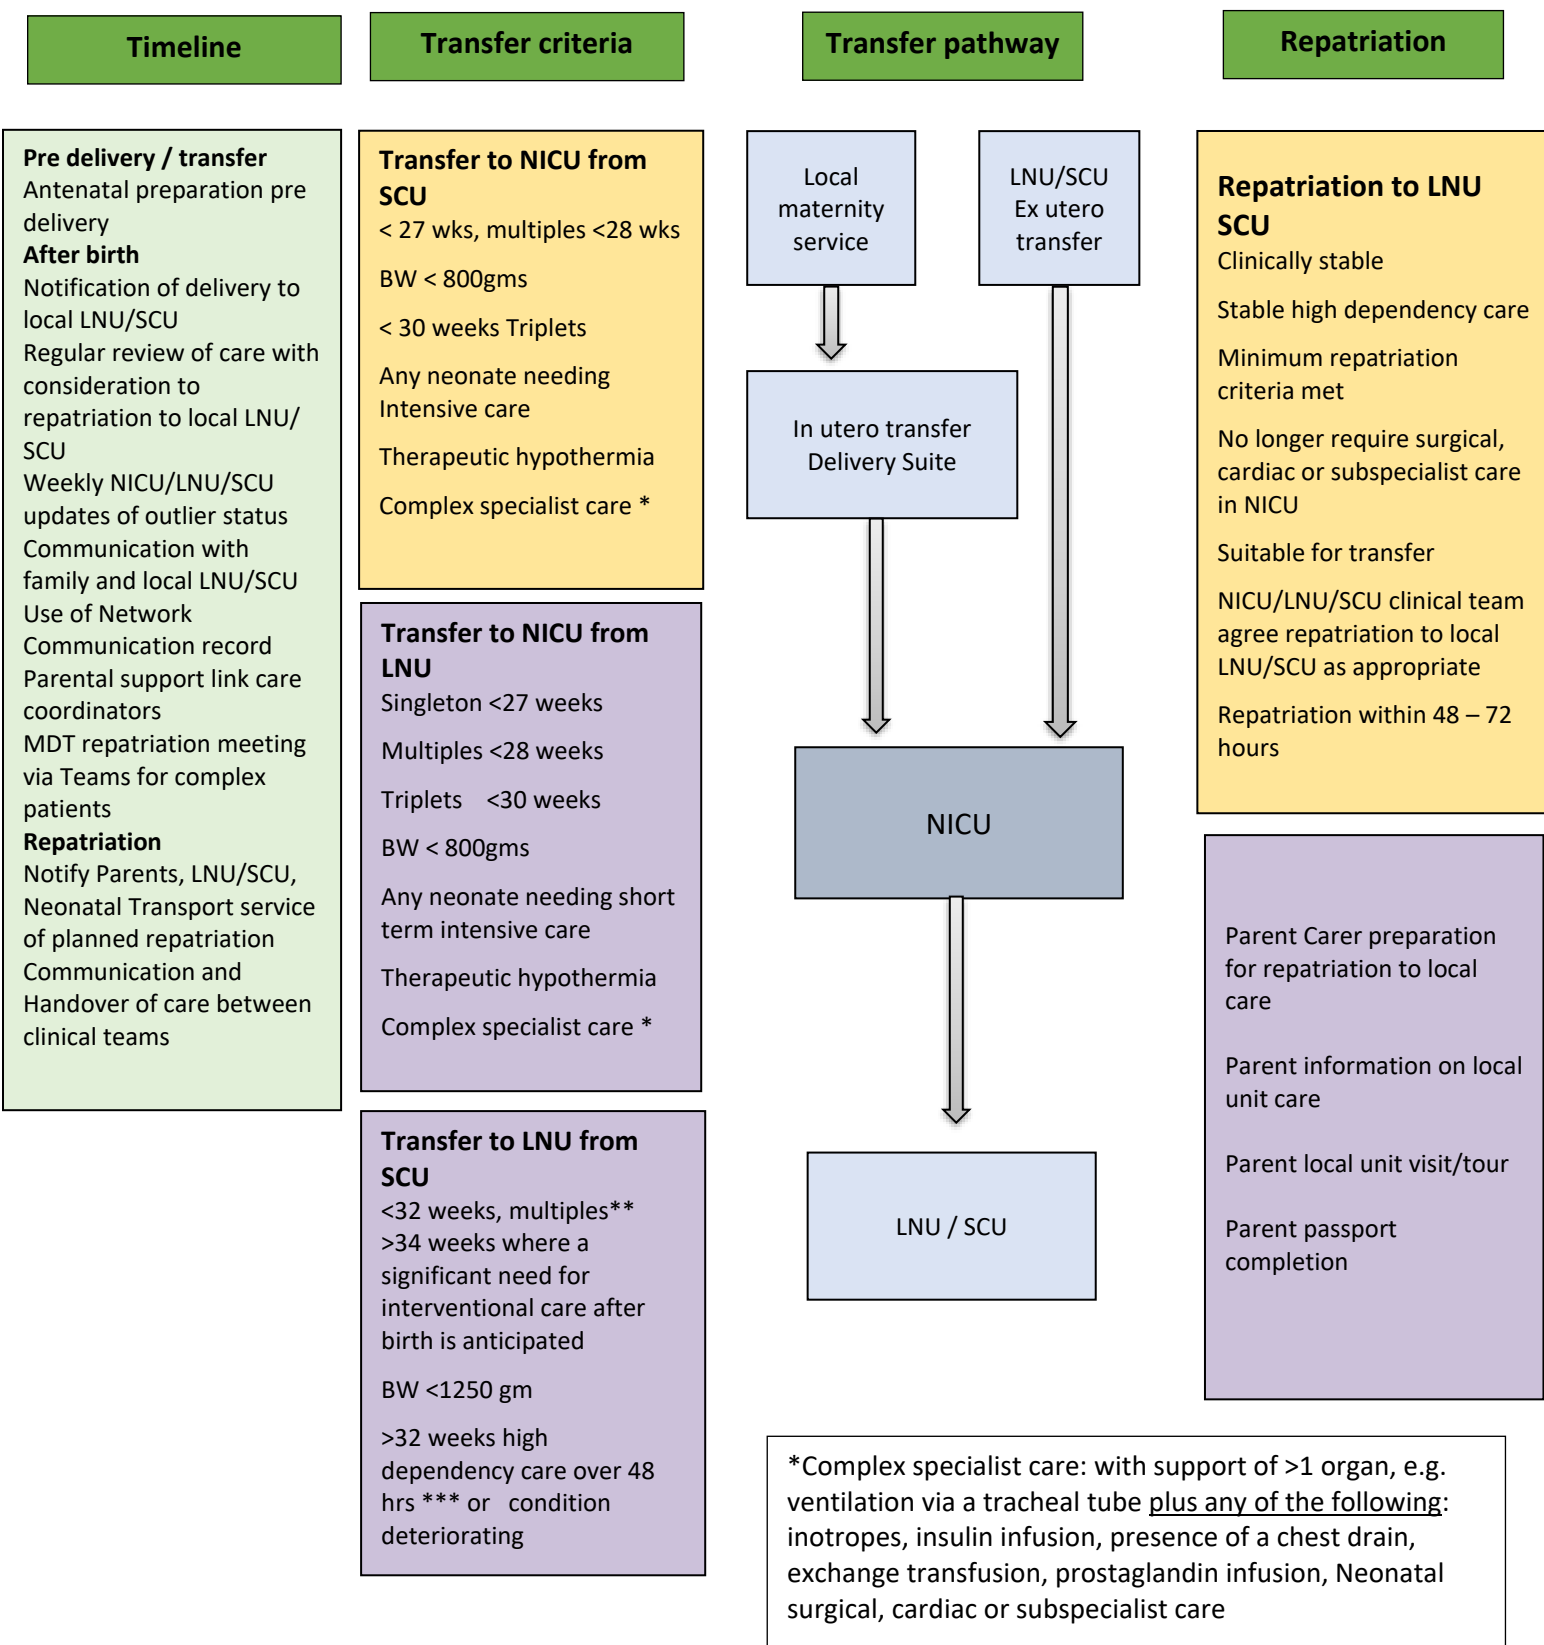 Timeline
Transfer criteria
Transfer pathway
Repatriation
Pre delivery / transfer
Antenatal preparation pre
delivery
After birth
Notification of delivery to
local LNU/SCU
Regular review of care with
consideration to
repatriation to local LNU/
SCU
Weekly NICU/LNU/SCU
updates of outlier status
Communication with
family and local LNU/SCU
Use of Network
Communication record
Parental support link care
coordinators
MDT repatriation meeting
via Teams for complex
patients
Repatriation
Notify Parents, LNU/SCU,
Neonatal Transport service
of planned repatriation
Communication and
Handover of care between
clinical teams
Transfer to NICU from
SCU
< 27 wks, multiples <28 wks
BW < 800gms
< 30 weeks Triplets
Any neonate needing
Intensive care
Therapeutic hypothermia
Complex specialist care *
Transfer to NICU from
LNU
Singleton <27 weeks
Multiples <28 weeks
Triplets <30 weeks
BW < 800gms
Any neonate needing short
term intensive care
Therapeutic hypothermia
Complex specialist care *
Transfer to LNU from
SCU
<32 weeks, multiples**
>34 weeks where a
significant need for
interventional care after
birth is anticipated
BW <1250 gm
>32 weeks high
dependency care over 48
hrs *** or condition
deteriorating
Local
maternity
service
LNU/SCU
Ex utero
transfer
In utero transfer
Delivery Suite
NICU
LNU / SCU
Repatriation to LNU
SCU
Clinically stable
Stable high dependency care
Minimum repatriation
criteria met
No longer require surgical,
cardiac or subspecialist care
in NICU
Suitable for transfer
NICU/LNU/SCU clinical team
agree repatriation to local
LNU/SCU as appropriate
Repatriation within 48 – 72
hours
Parent Carer preparation
for repatriation to local
care
Parent information on local
unit care
Parent local unit visit/tour
Parent passport
completion
*Complex specialist care: with support of >1 organ, e.g.
ventilation via a tracheal tube plus any of the following:
inotropes, insulin infusion, presence of a chest drain,
exchange transfusion, prostaglandin infusion, Neonatal
surgical, cardiac or subspecialist care